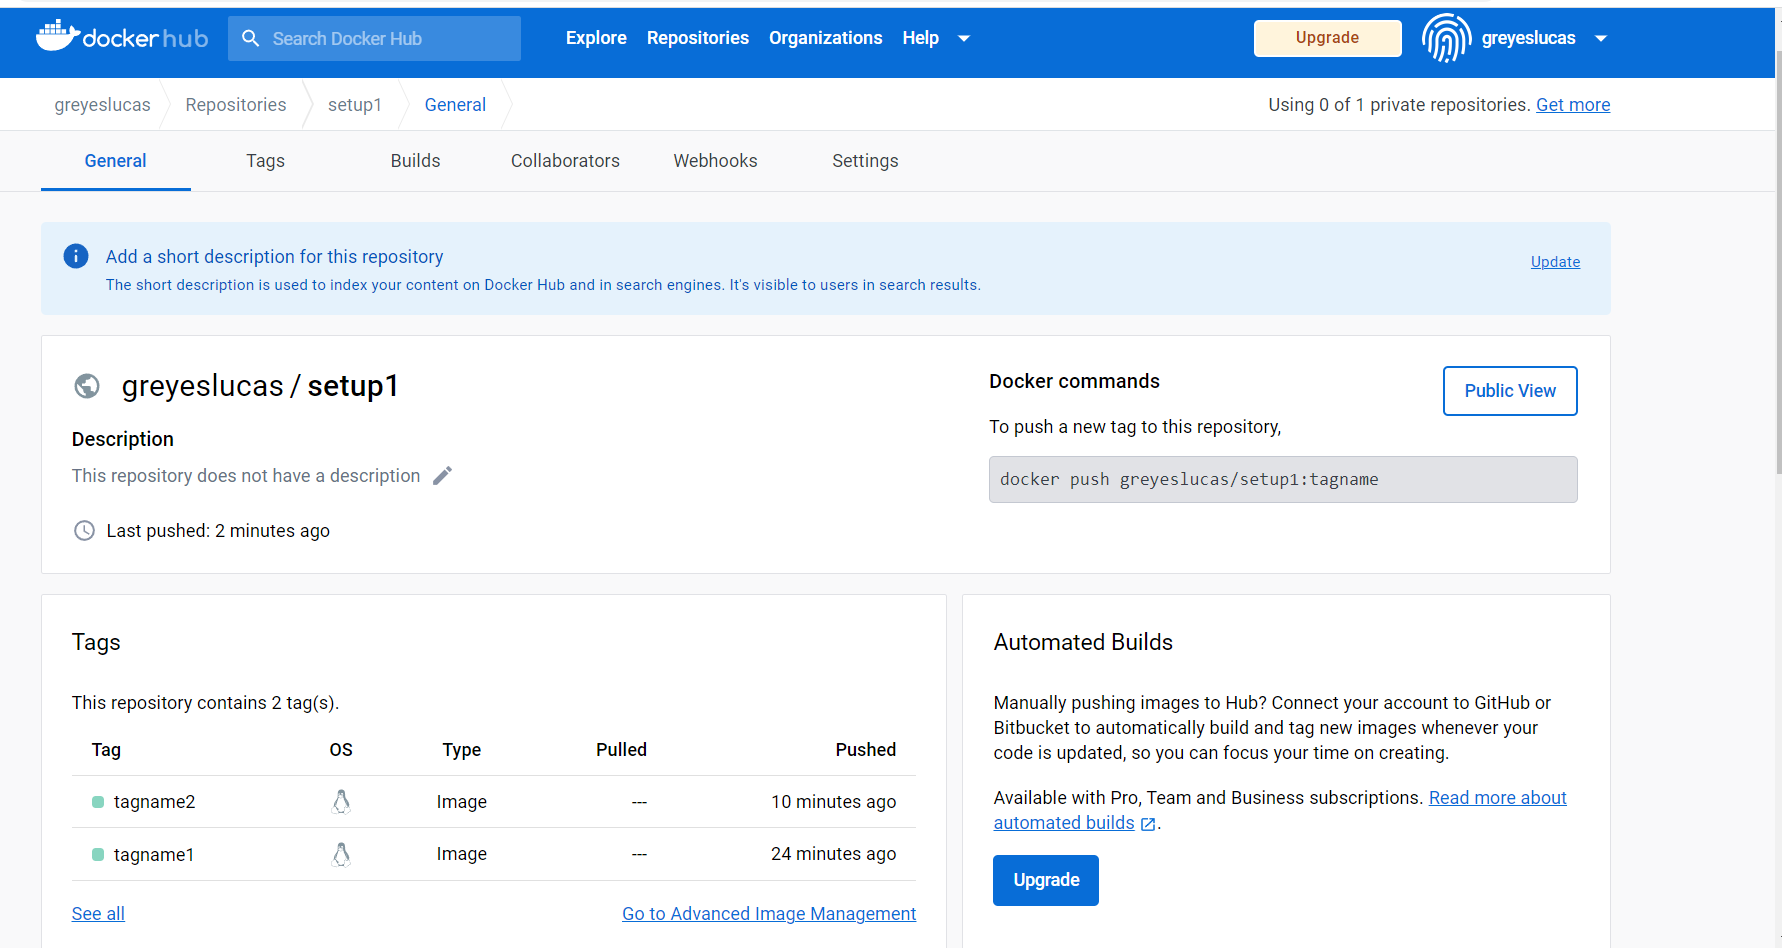 docker hub
Search Docker Hub
Explore
Repositories
Organizations
Help
Upgrade
greyeslucas
greyeslucas
Repositories
setup1
General
Using 0 of 1 private repositories. Get more
General
Tags
Builds
Collaborators
Webhooks
Settings
Add a short description for this repository
The short description is used to index your content on Docker Hub and in search engines. It's visible to users in search results.
Update
greyeslucas / setup1
Description
This repository does not have a description
Last pushed: 2 minutes ago
Docker commands
Public View
To push a new tag to this repository,
docker push greyeslucas/setup1:tagname
Tags
This repository contains 2 tag(s).
Tag OS Type Pulled Pushed
tagname2 Image --- 10 minutes ago
tagname1 Image --- 24 minutes ago
See all
Go to Advanced Image Management
Automated Builds
Manually pushing images to Hub? Connect your account to GitHub or
Bitbucket to automatically build and tag new images whenever your
code is updated, so you can focus your time on creating.
Available with Pro, Team and Business subscriptions. Read more about
automated builds.
Upgrade